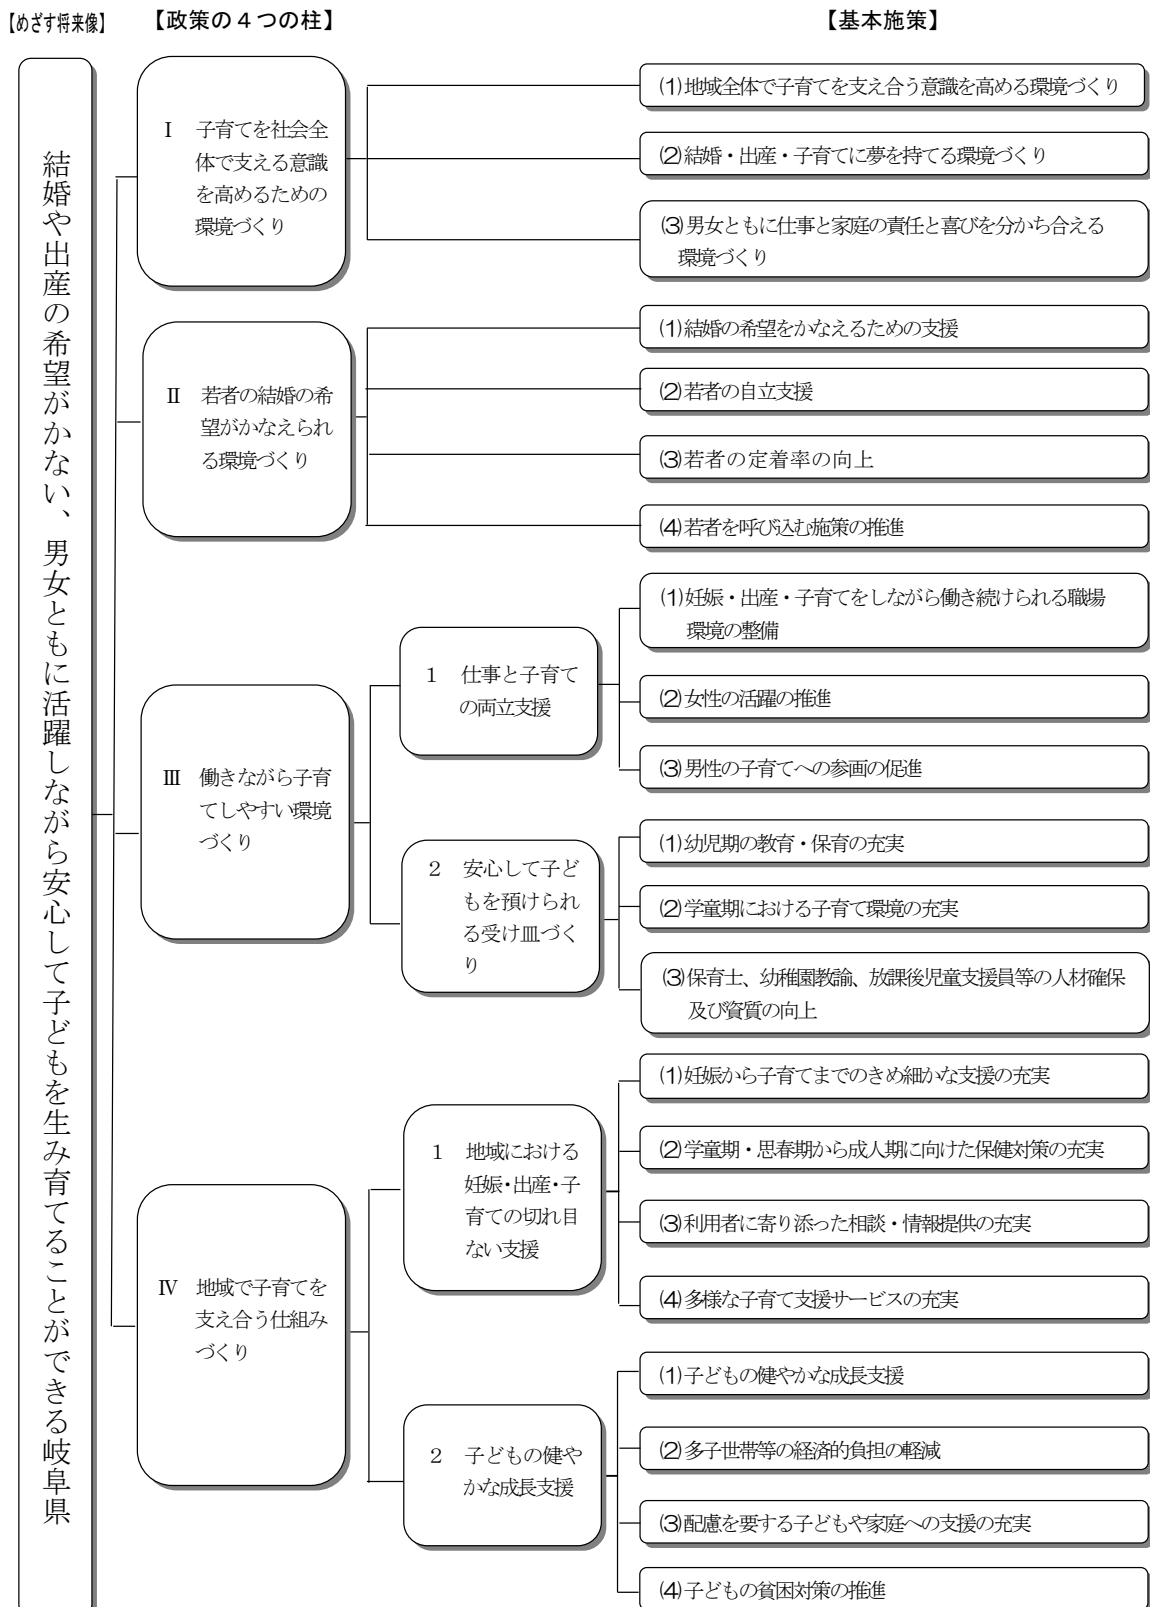 【めざす将来像】
【政策の４つの柱】
【基本施策】
結婚や出産の希望がかない、男女ともに活躍しながら安心して子どもを生み育てることができる岐阜県
Ⅰ 子育てを社会全
体で支える意識
を高めるための
環境づくり
(1)地域全体で子育てを支え合う意識を高める環境づくり
(2)結婚・出産・子育てに夢を持てる環境づくり
(3)男女ともに仕事と家庭の責任と喜びを分かち合える
環境づくり
Ⅱ 若者の結婚の希
望がかなえられ
る環境づくり
(1)結婚の希望をかなえるための支援
(2)若者の自立支援
(3)若者の定着率の向上
(4)若者を呼び込む施策の推進
Ⅲ 働きながら子育
てしやすい環境
づくり
1 仕事と子育て
の両立支援
(1)妊娠・出産・子育てをしながら働き続けられる職場
環境の整備
(2)女性の活躍の推進
(3)男性の子育てへの参画の促進
2 安心して子ど
もを預けられ
る受け皿づく
り
(1)幼児期の教育・保育の充実
(2)学童期における子育て環境の充実
(3)保育士、幼稚園教諭、放課後児童支援員等の人材確保
及び資質の向上
Ⅳ 地域で子育てを
支え合う仕組み
づくり
1 地域における
妊娠・出産・子
育ての切れ目
ない支援
(1)妊娠から子育てまでのきめ細かな支援の充実
(2)学童期・思春期から成人期に向けた保健対策の充実
(3)利用者に寄り添った相談・情報提供の充実
(4)多様な子育て支援サービスの充実
2 子どもの健や
かな成長支援
(1)子どもの健やかな成長支援
(2)多子世帯等の経済的負担の軽減
(3)配慮を要する子どもや家庭への支援の充実
(4)子どもの貧困対策の推進